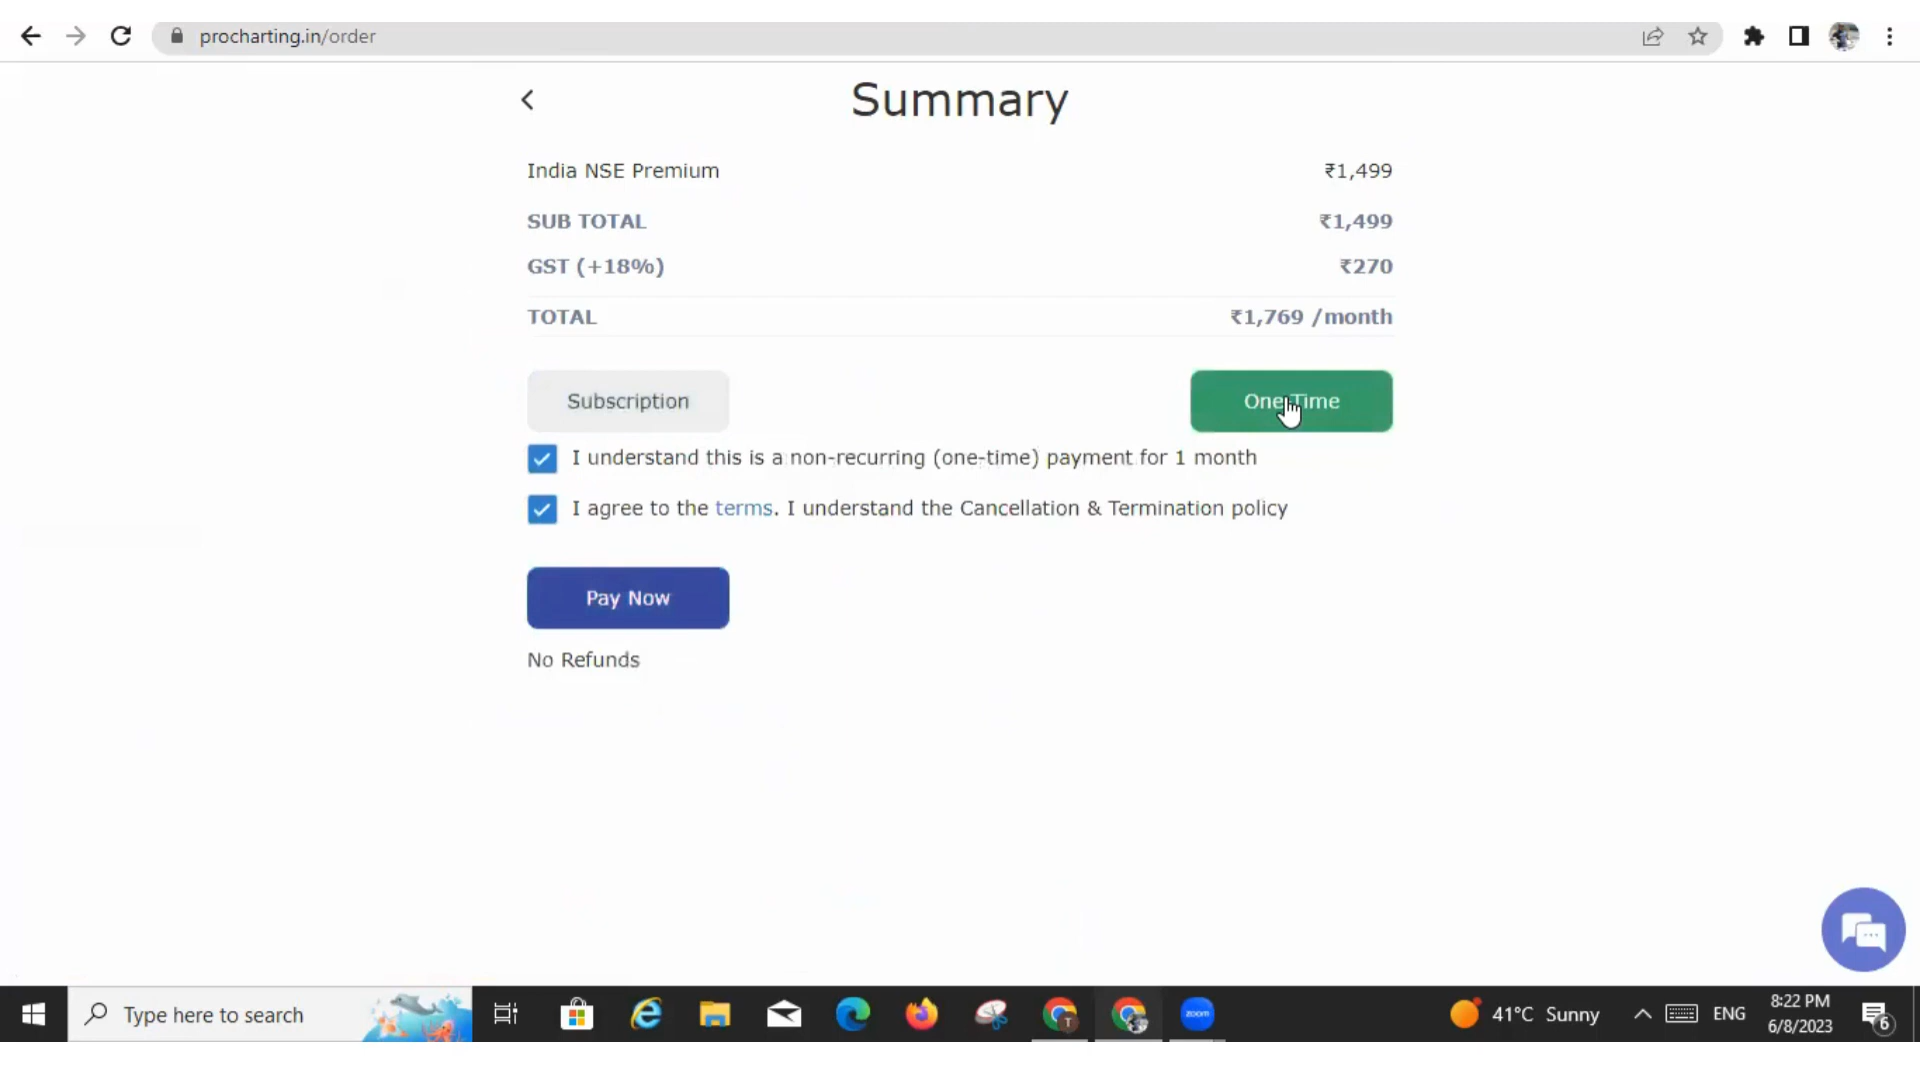 procharting.in/order
Summary
India NSE Premium ₹1,499
SUB TOTAL ₹1,499
GST (+18%) ₹270
TOTAL ₹1,769 /month
Subscription One Time
I understand this is a non-recurring (one-time) payment for 1 month
I agree to the terms. I understand the Cancellation & Termination policy
Pay Now
No Refunds
Type here to search
T
zoom
41°C Sunny
ENG
8:22 PM
6/8/2023
6